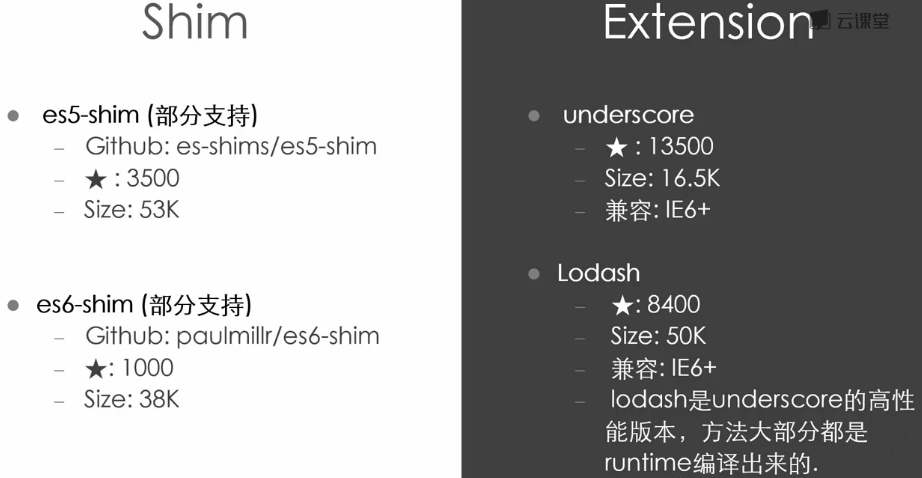 Shim
es5-shim (部分支持)
– Github: es-shims/es5-shim
– ★ : 3500
– Size: 53K
es6-shim (部分支持)
– Github: paulmillr/es6-shim
– ★: 1000
– Size: 38K
Extension
云课堂
underscore
– ★ : 13500
– Size: 16.5K
– 兼容: IE6+
Lodash
– ★: 8400
– Size: 50K
– 兼容: IE6+
– lodash是underscore的高性
能版本，方法大部分都是
runtime编译出来的.